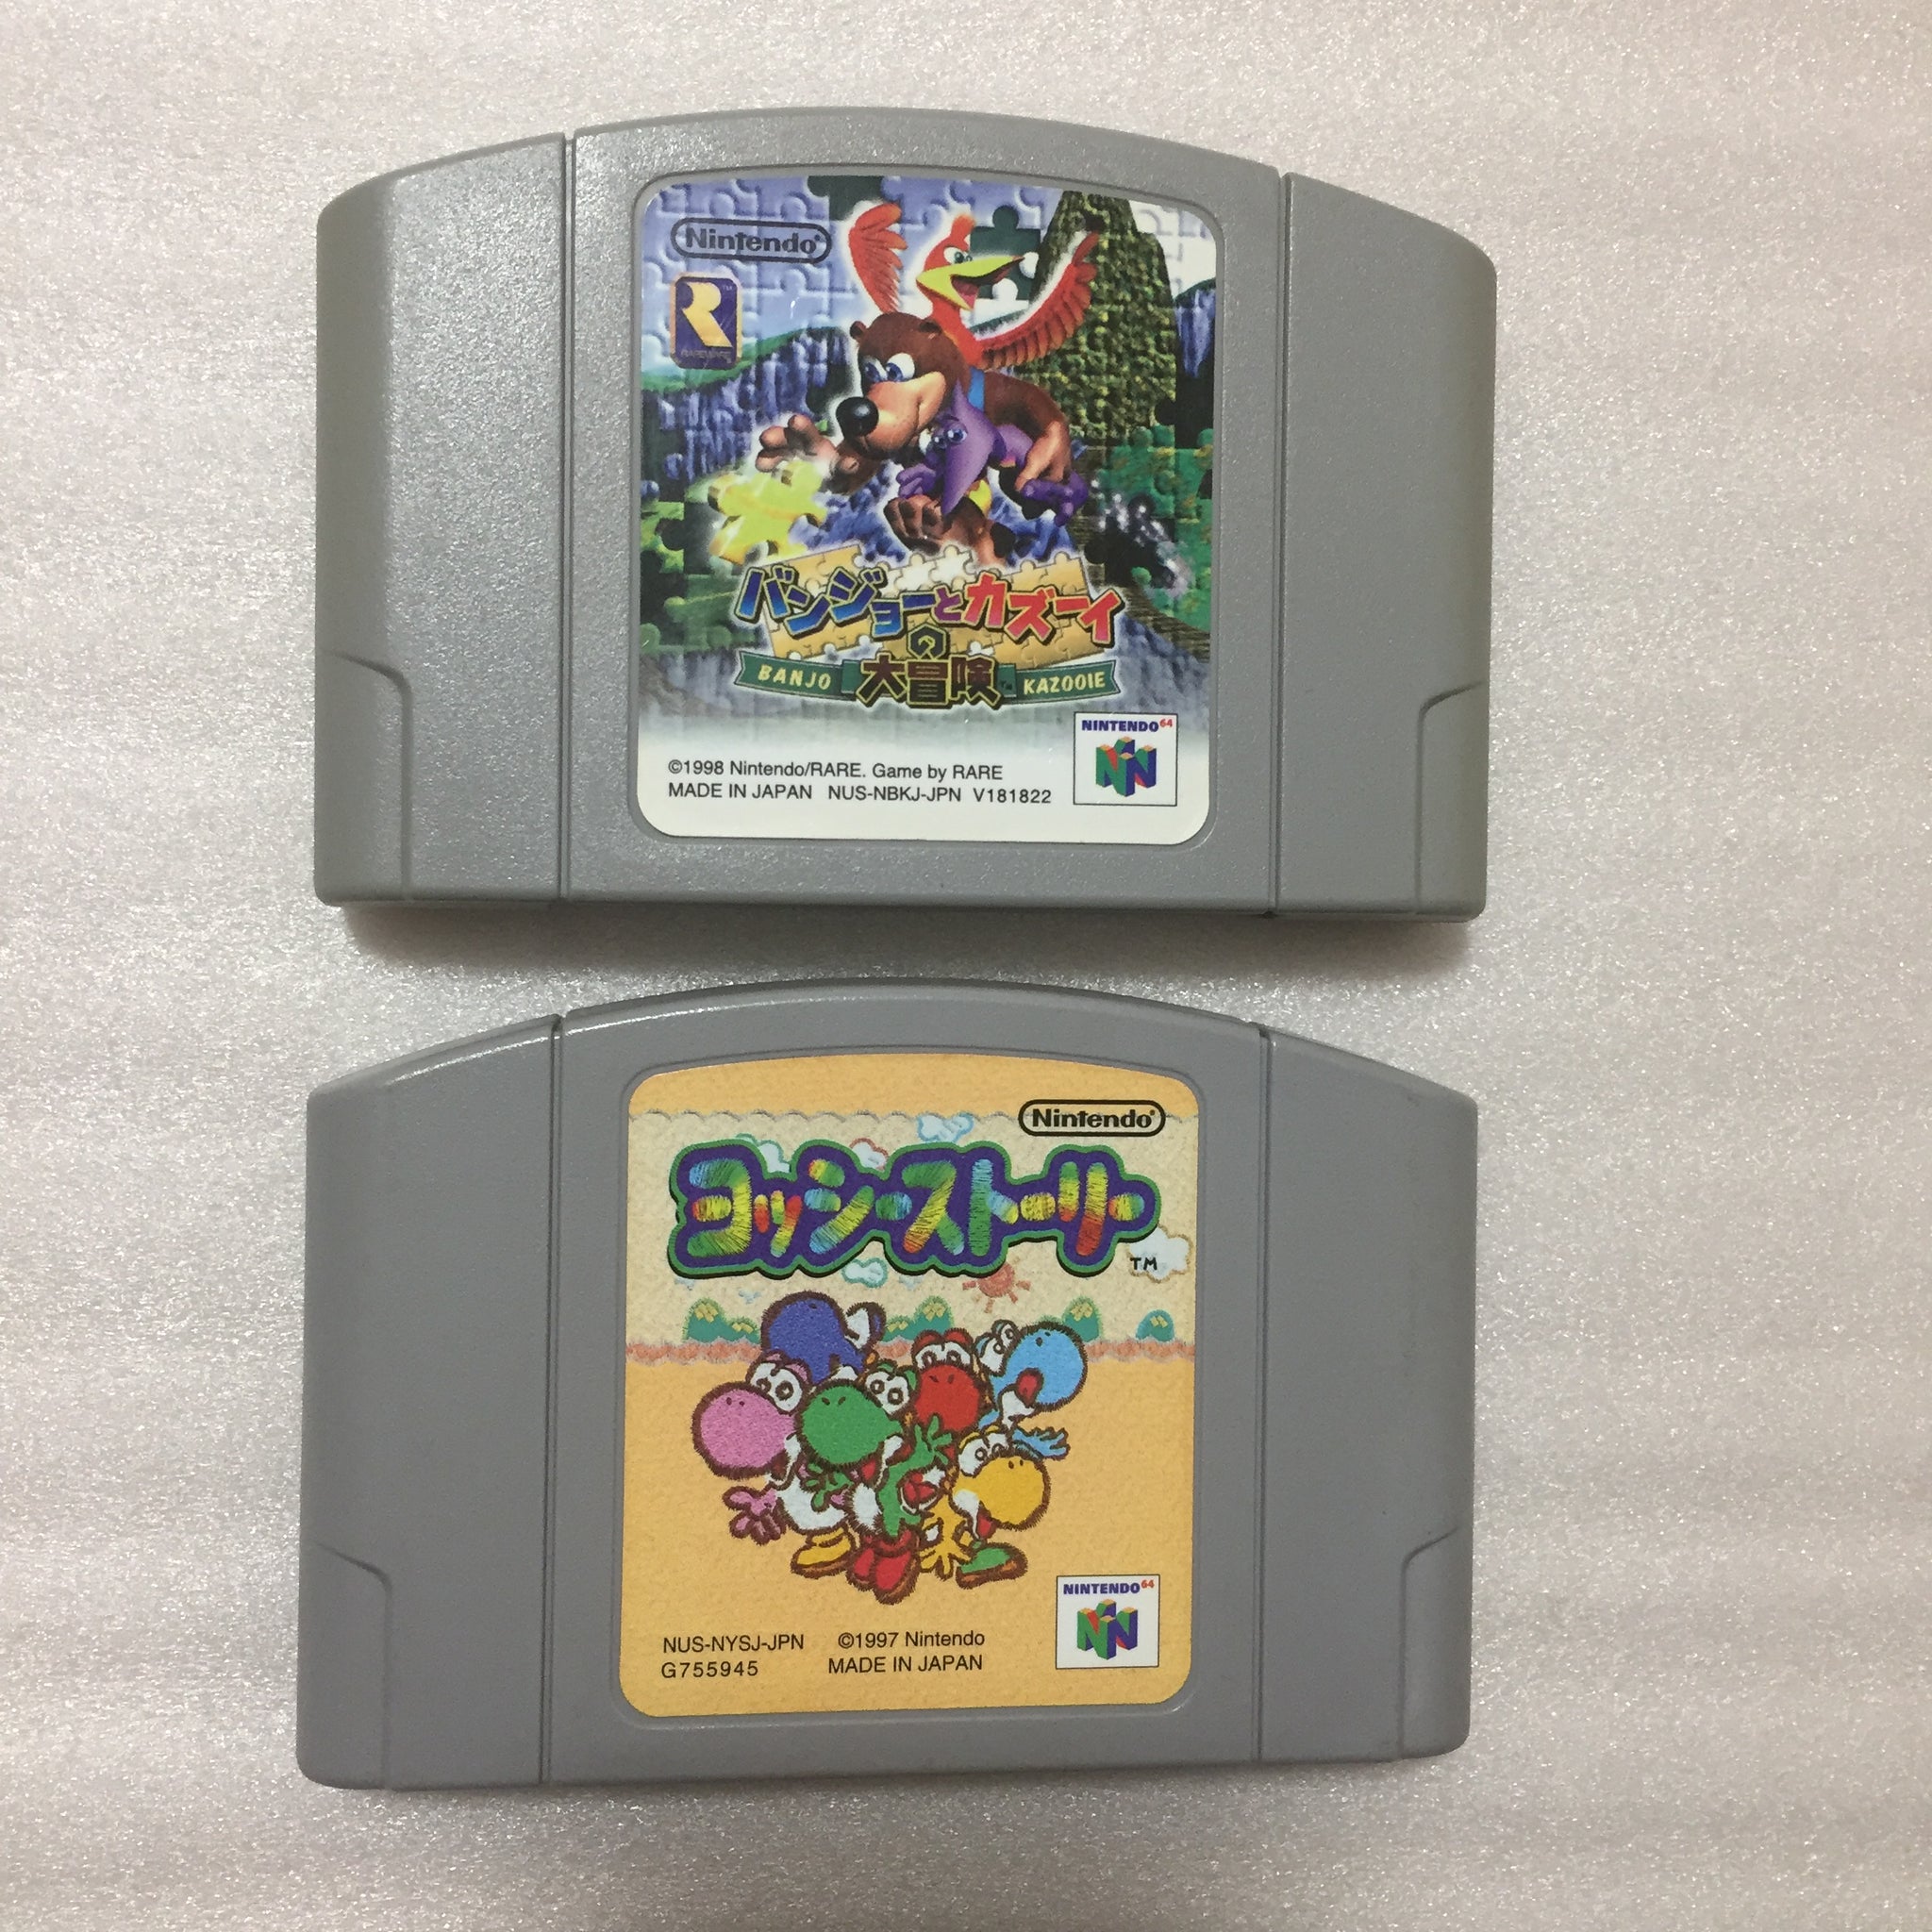 Nintendo
R
RAREWARE
バンジョーとカズーイ
の
BANJO 大冒険 KAZOOIE
NINTENDO64
©1998 Nintendo/RARE. Game by RARE
MADE IN JAPAN NUS-NBKJ-JPN V181822
Nintendo
ヨッシーストーリー
TM
NINTENDO64
NUS-NYSJ-JPN ©1997 Nintendo
G755945 MADE IN JAPAN